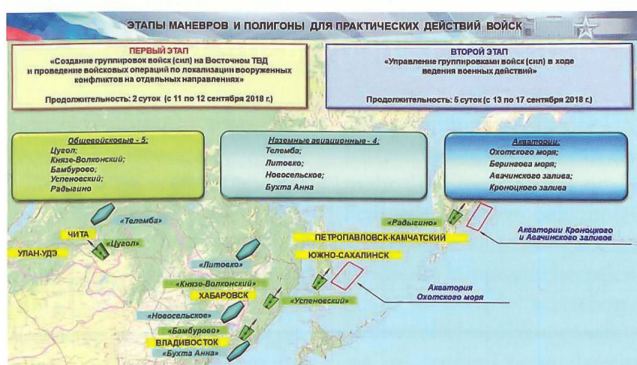 ЭТАПЫ МАНЕВРОВ И ПОЛИГОНЫ ДЛЯ ПРАКТИЧЕСКИХ ДЕЙСТВИЙ ВОЙСК
ПЕРВЫЙ ЭТАП
«Создание группировок войск (сил) на Восточном ТВД
и проведение войсковых операций по локализации вооруженных
конфликтов на отдельных направлениях»
Продолжительность: 2 суток (с 11 по 12 сентября 2018 г.)
ВТОРОЙ ЭТАП
«Управление группировками войск (сил) в ходе
ведения военных действий»
Продолжительность: 5 суток (с 13 по 17 сентября 2018 г.)
Общевойсковые - 5:
Цугол;
Князе-Волконский;
Бамбурово;
Успеновский;
Радыгино
Наземные авиационные - 4:
Телемба;
Литовко;
Новосельское;
Бухта Анна
Акватории:
Охотского моря;
Берингова моря;
Авачинского залива;
Кроноцкого залива
«Телемба»
ЧИТА
«Цугол»
УЛАН-УДЭ
«Радыгино»
ПЕТРОПАВЛОВСК-КАМЧАТСКИЙ
Акватории Кроноцкого
и Авачинского заливов
«Литовко»
ЮЖНО-САХАЛИНСК
«Князе-Волконский»
ХАБАРОВСК
«Успеновский»
Акватория
Охотского моря
«Новосельское»
«Бамбурово»
ВЛАДИВОСТОК
«Бухта Анна»